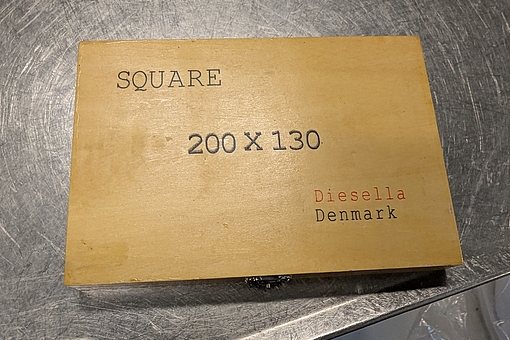 SQUARE
200 X 130
Diesella
Denmark